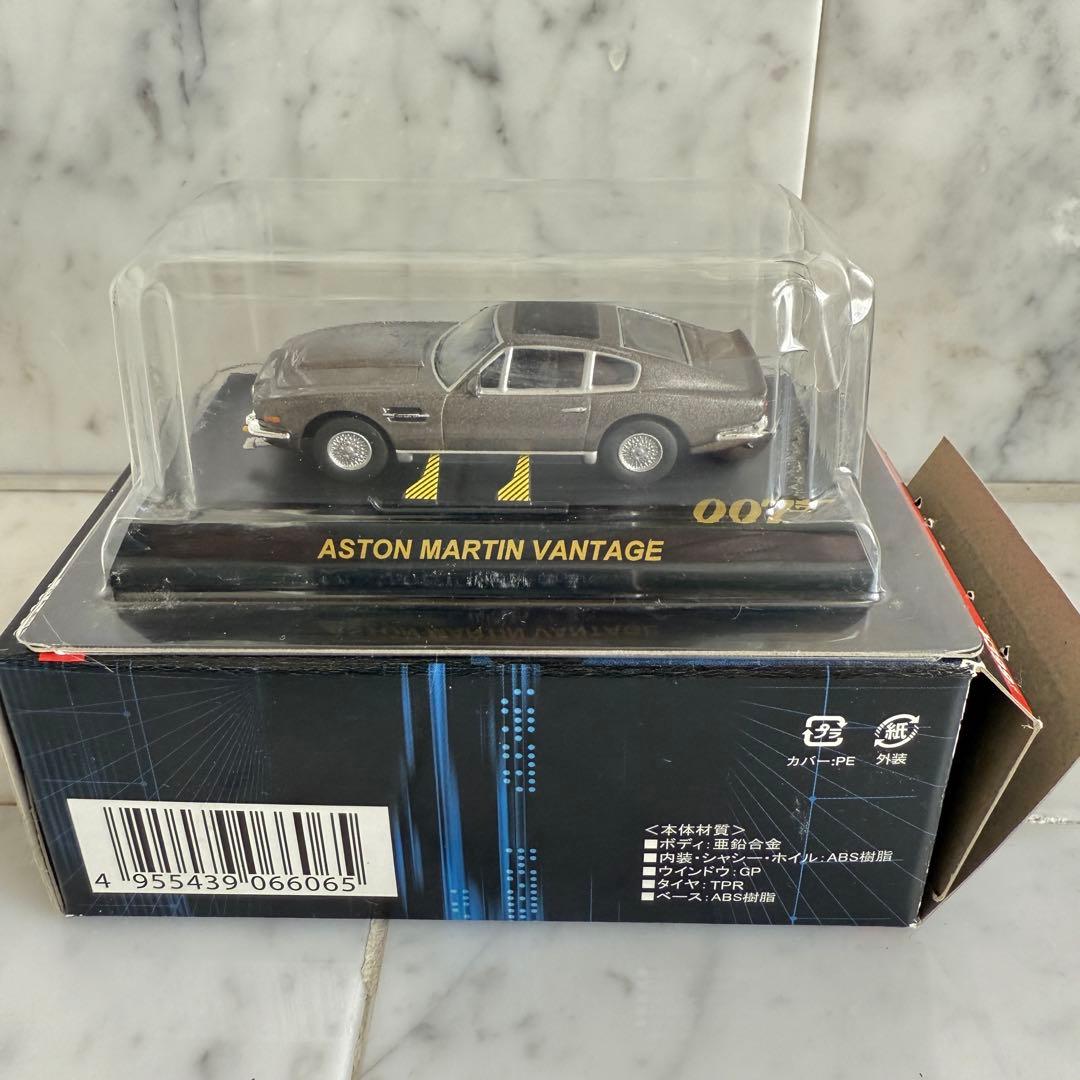 007
ASTON MARTIN VANTAGE
プラ
紙
カバー:PE
外装
<本体材質>
■ボディ:亜鉛合金
■内装・シャシー・ホイル:ABS樹脂
■ウインドウ:GP
■タイヤ:TPR
■ベース:ABS樹脂
4 955439 066065